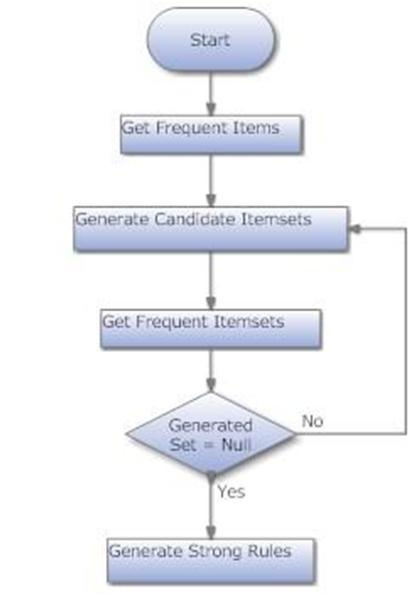 Start
Get Frequent Items
Generate Candidate Itemsets
Get Frequent Itemsets
Generated
Set = Null
No
Yes
Generate Strong Rules